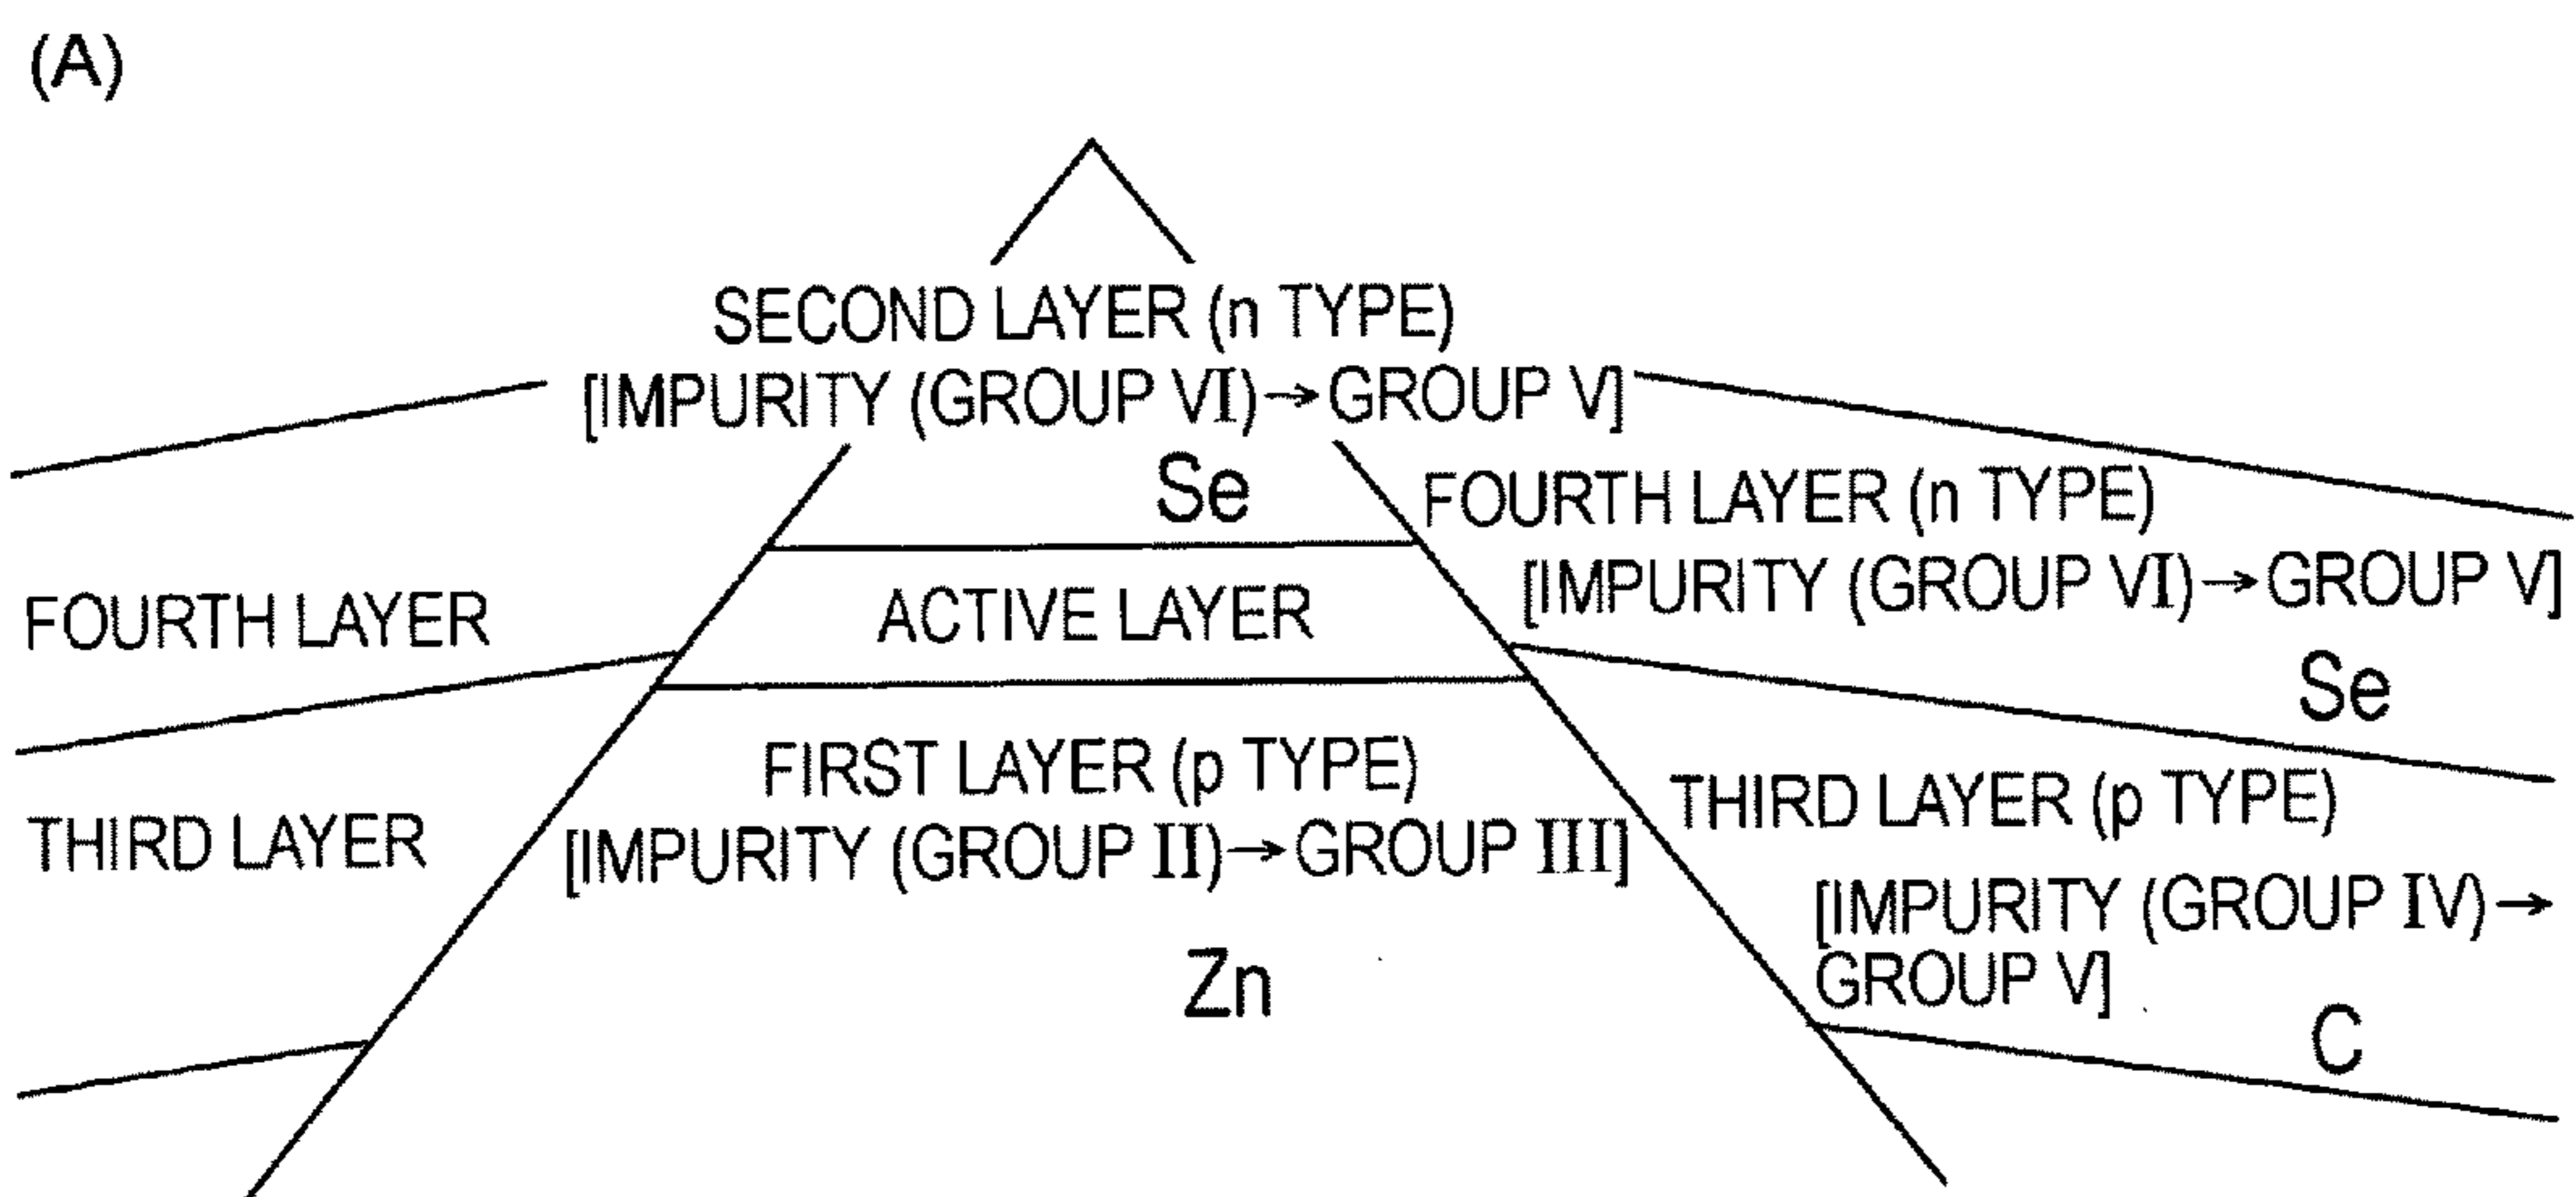 (A)
SECOND LAYER (n TYPE)
[IMPURITY (GROUP VI)→GROUP V]
Se
FOURTH LAYER (n TYPE)
[IMPURITY (GROUP VI)→GROUP V]
Se
FOURTH LAYER
ACTIVE LAYER
FIRST LAYER (p TYPE)
[IMPURITY (GROUP II)→GROUP III]
Zn
THIRD LAYER
THIRD LAYER (p TYPE)
[IMPURITY (GROUP IV)→
GROUP V]
C